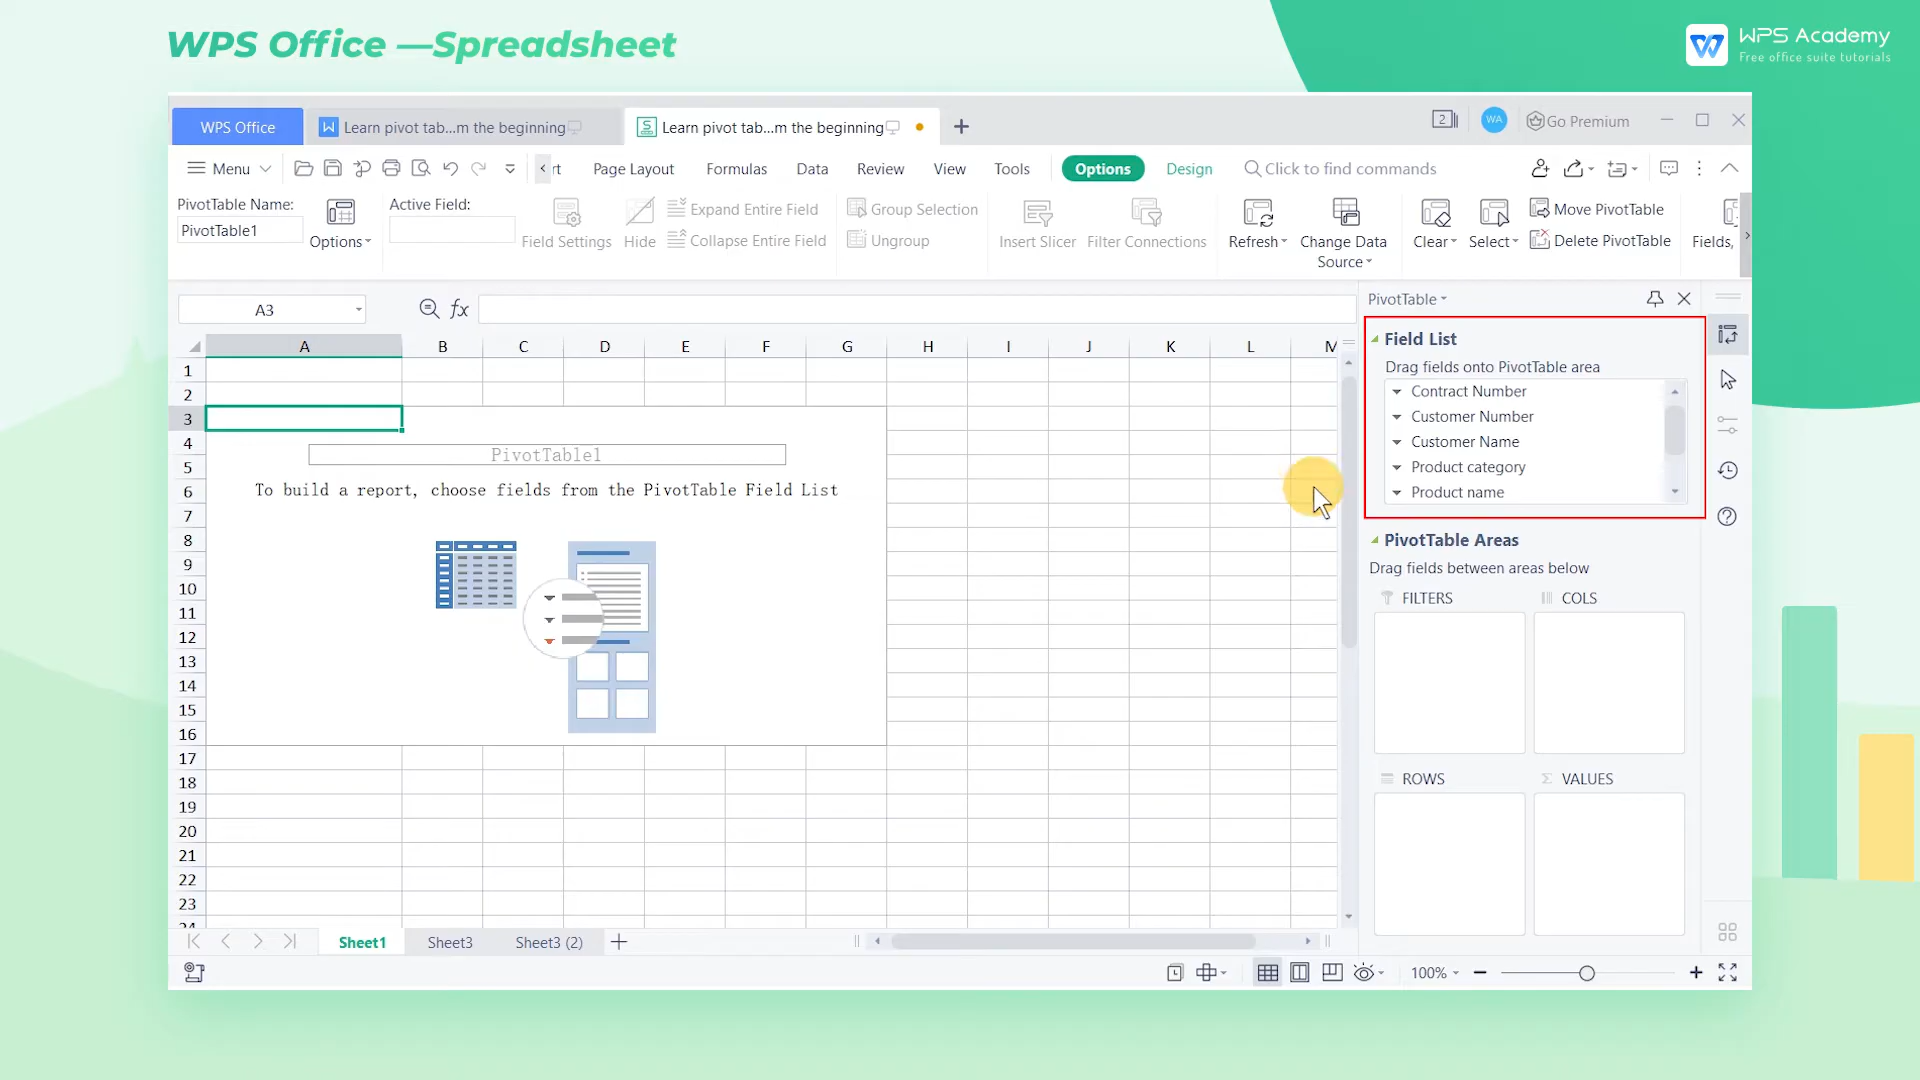 WPS Office —Spreadsheet
WPS Academy
Free office suite tutorials
WPS Office
Learn pivot tab...m the beginning
Learn pivot tab...m the beginning
2
WA
Go Premium
Menu
rt
Page Layout
Formulas
Data
Review
View
Tools
Options
Design
Click to find commands
PivotTable Name:
PivotTable1
Options
Active Field:
Field Settings
Hide
Expand Entire Field
Collapse Entire Field
Group Selection
Ungroup
Insert Slicer
Filter Connections
Refresh
Change Data
Source
Clear
Select
Move PivotTable
Delete PivotTable
Fields,
A3
fx
A B C D E F G H I J K L M
1
2
3
4
5
6
7
8
9
10
11
12
13
14
15
16
17
18
19
20
21
22
23
24
PivotTable1
To build a report, choose fields from the PivotTable Field List
PivotTable
Field List
Drag fields onto PivotTable area
Contract Number
Customer Number
Customer Name
Product category
Product name
PivotTable Areas
Drag fields between areas below
FILTERS
COLS
ROWS
Σ VALUES
Sheet1
Sheet3
Sheet3 (2)
100%